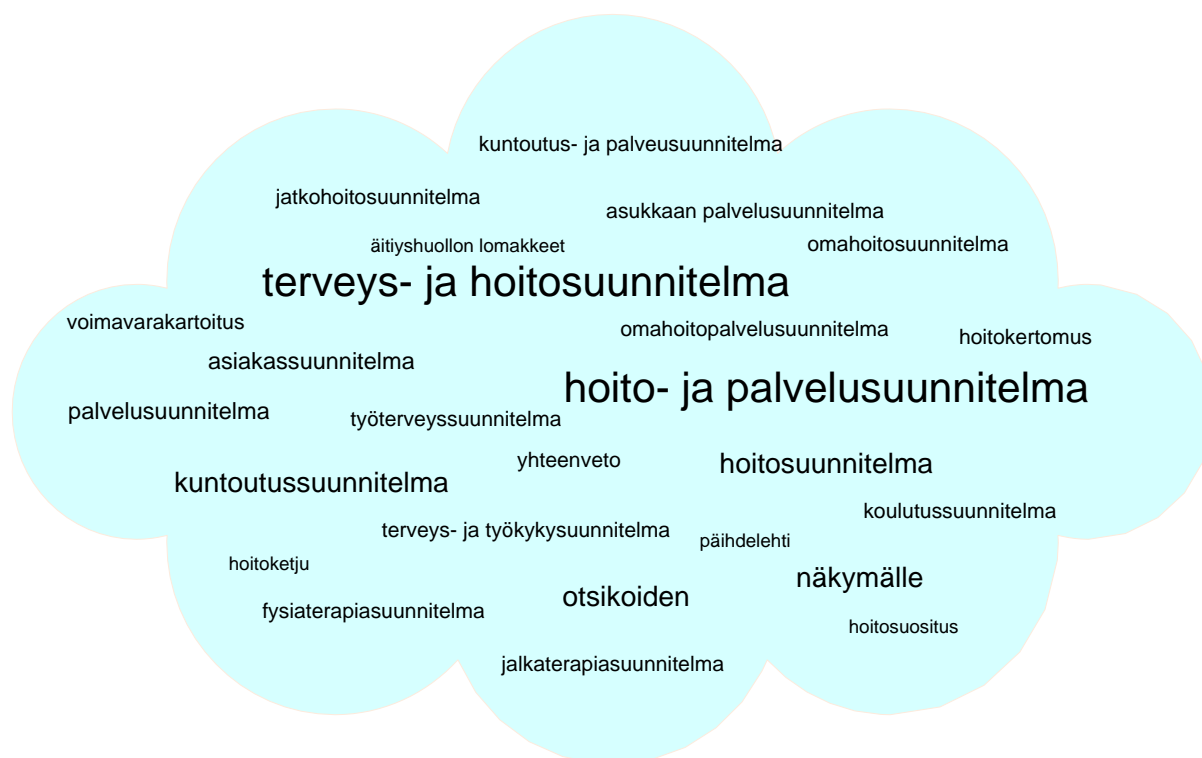 kuntoutus- ja palveusuunnitelma
jatkohoitosuunnitelma
asukkaan palvelusuunnitelma
äitiyshuollon lomakkeet
omahoitosuunnitelma
terveys- ja hoitosuunnitelma
voimavarakartoitus
omahoitopalvelusuunnitelma
hoitokertomus
asiakassuunnitelma
hoito- ja palvelusuunnitelma
palvelusuunnitelma
työterveyssuunnitelma
yhteenveto
hoitosuunnitelma
kuntoutussuunnitelma
koulutussuunnitelma
terveys- ja työkykysuunnitelma
päihdelehti
hoitoketju
näkymälle
otsikoiden
fysiaterapiasuunnitelma
hoitosuositus
jalkaterapiasuunnitelma